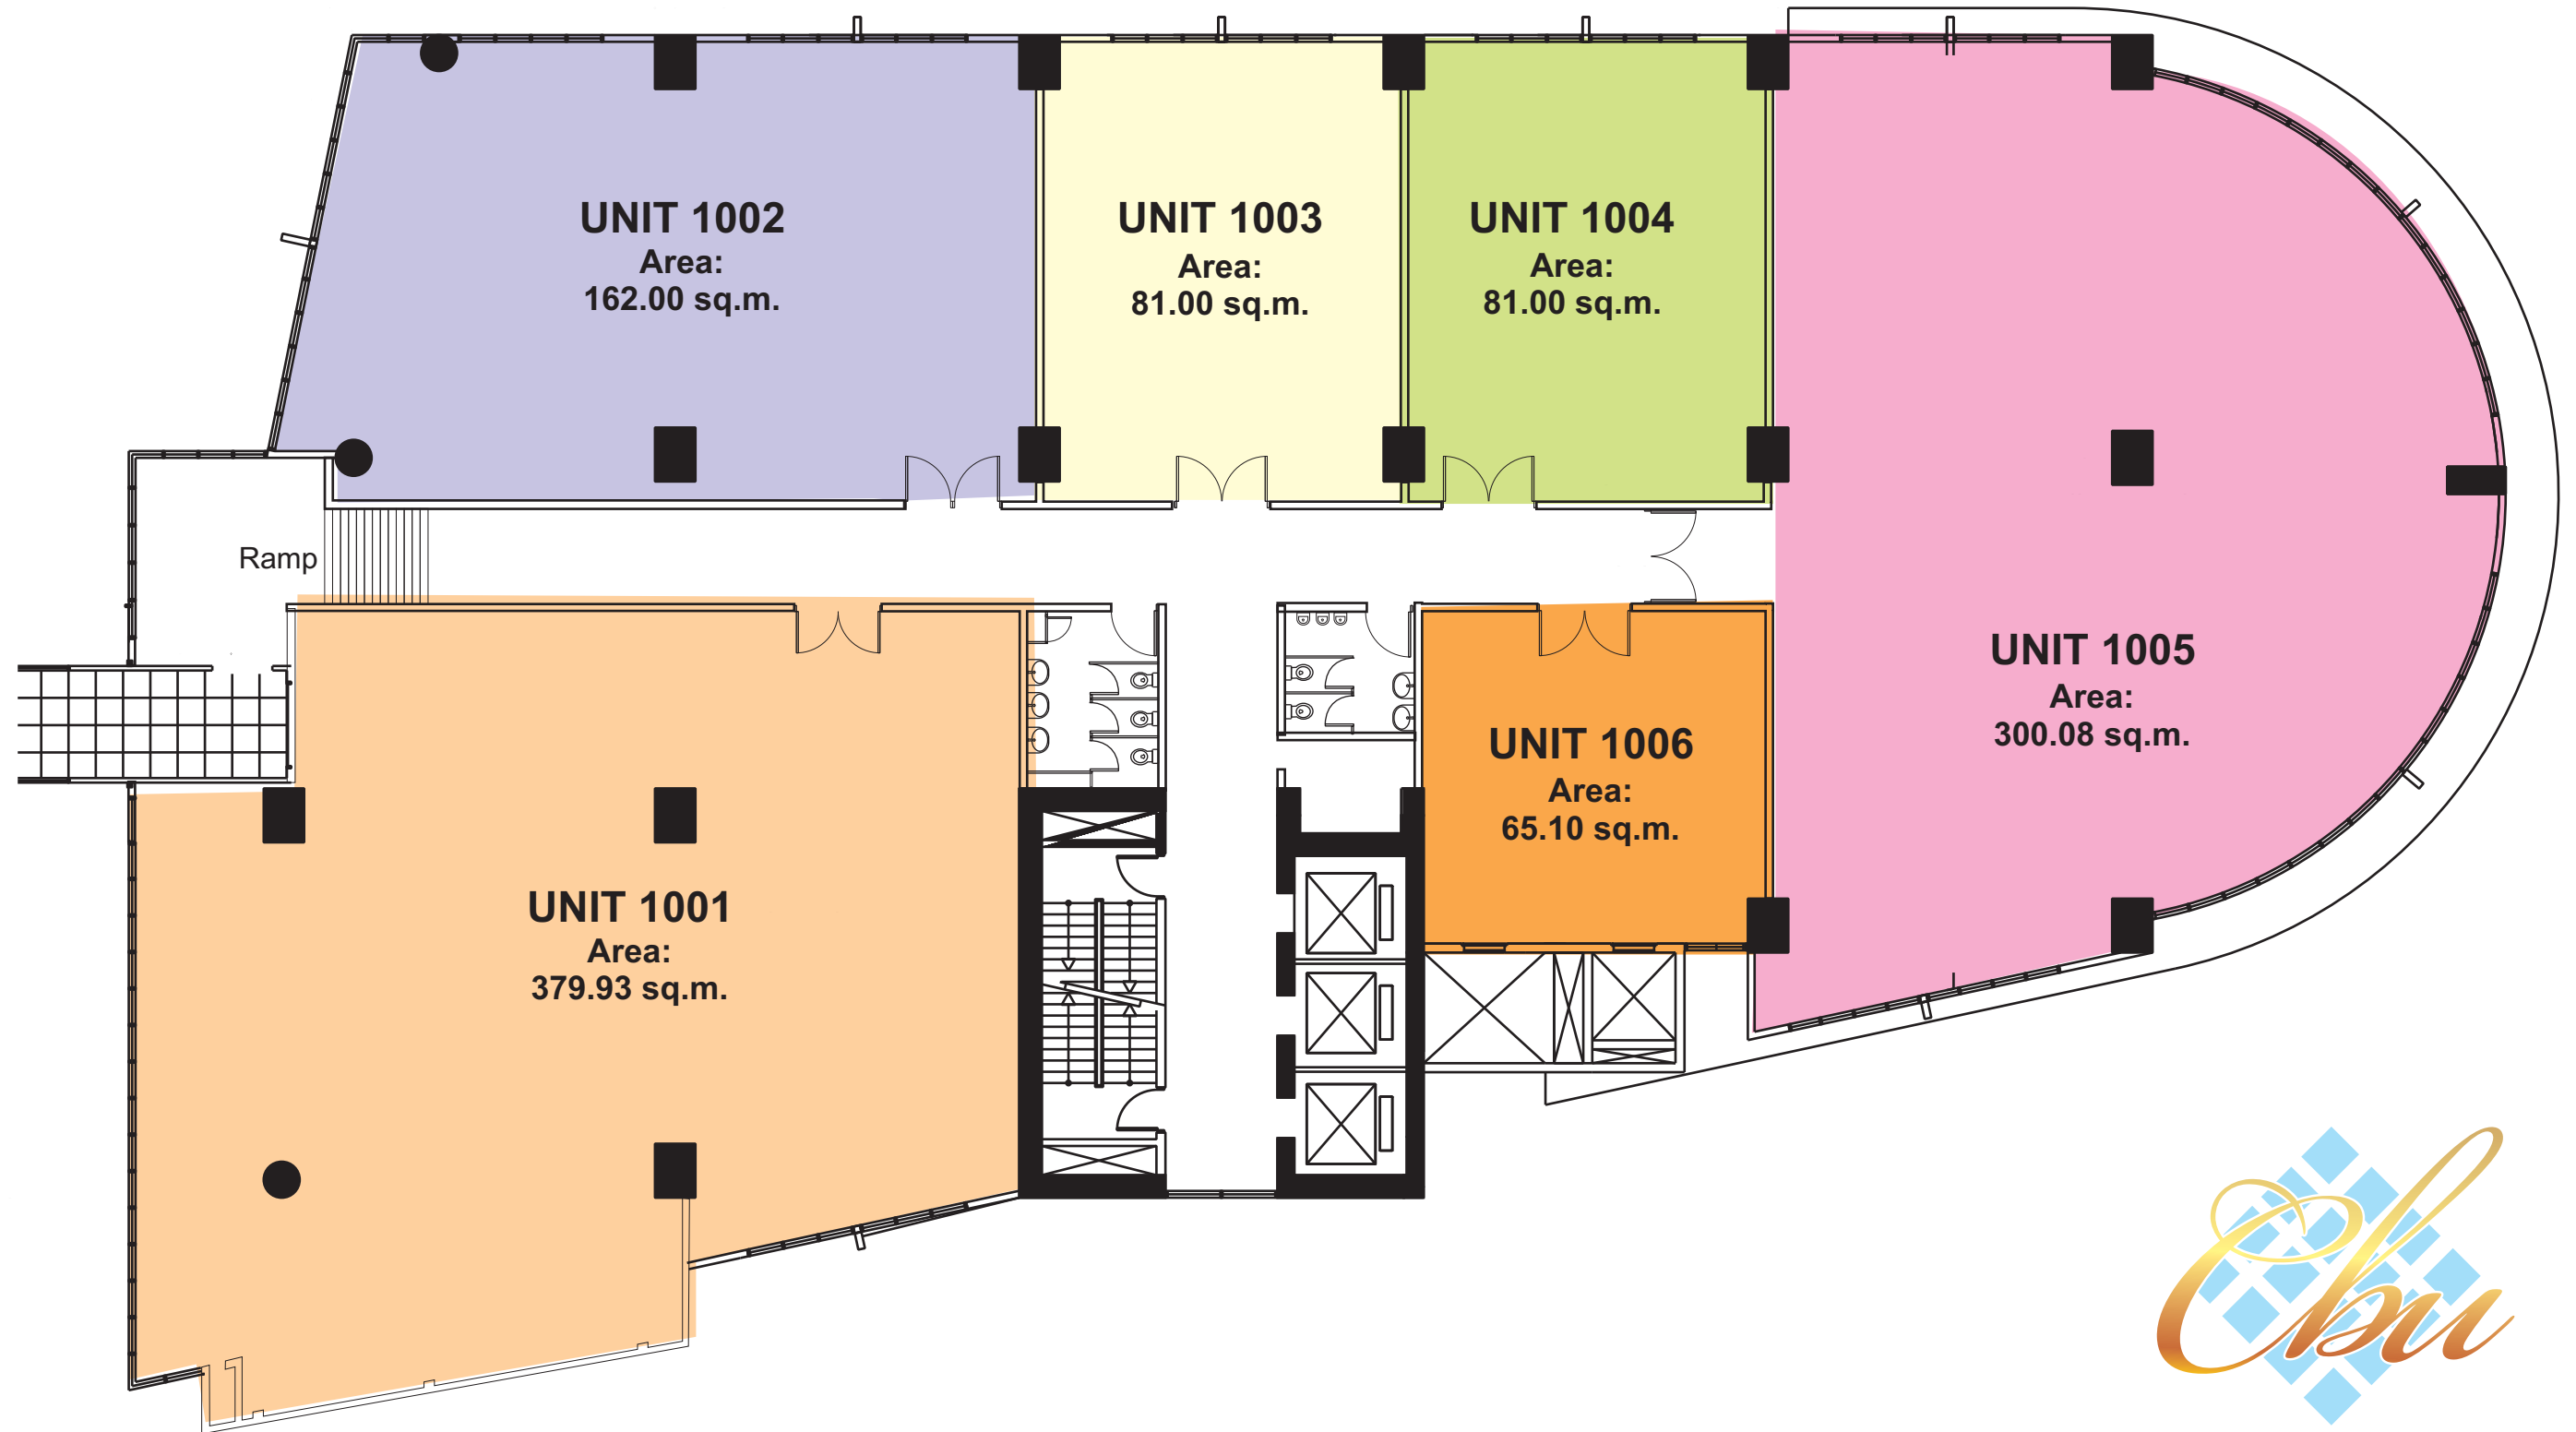 UNIT 1002
Area:
162.00 sq.m.
UNIT 1003
Area:
81.00 sq.m.
UNIT 1004
Area:
81.00 sq.m.
Ramp
UNIT 1005
Area:
300.08 sq.m.
UNIT 1006
Area:
65.10 sq.m.
UNIT 1001
Area:
379.93 sq.m.